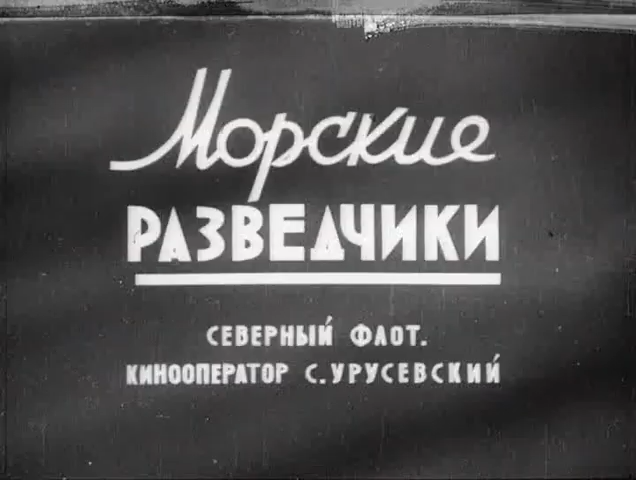 Морские
РАЗВЕДЧИКИ
СЕВЕРНЫЙ ФЛОТ.
КИНООПЕРАТОР С. УРУСЕВСКИЙ